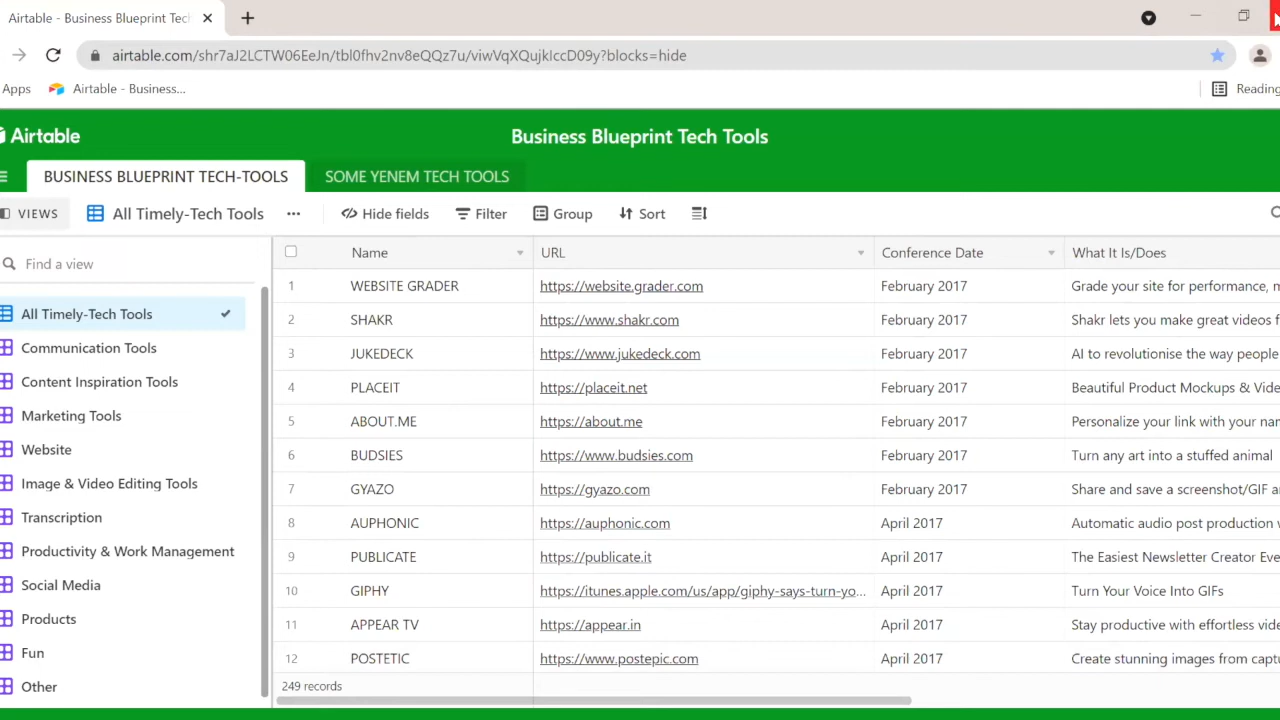 Airtable - Business Blueprint Tech
airtable.com/shr7aJ2LCTW06EeJn/tbl0fhv2nv8eQQz7u/viwVqXQujkIccD09y?blocks=hide
Apps Airtable - Business... Reading
Airtable Business Blueprint Tech Tools
BUSINESS BLUEPRINT TECH-TOOLS SOME YENEM TECH TOOLS
VIEWS All Timely-Tech Tools ... Hide fields Filter Group Sort
Find a view
All Timely-Tech Tools
Communication Tools
Content Inspiration Tools
Marketing Tools
Website
Image & Video Editing Tools
Transcription
Productivity & Work Management
Social Media
Products
Fun
Other
Name URL Conference Date What It Is/Does
1 WEBSITE GRADER https://website.grader.com February 2017 Grade your site for performance, m
2 SHAKR https://www.shakr.com February 2017 Shakr lets you make great videos f
3 JUKEDECK https://www.jukedeck.com February 2017 AI to revolutionise the way people
4 PLACEIT https://placeit.net February 2017 Beautiful Product Mockups & Vide
5 ABOUT.ME https://about.me February 2017 Personalize your link with your nan
6 BUDSIES https://www.budsies.com February 2017 Turn any art into a stuffed animal
7 GYAZO https://gyazo.com February 2017 Share and save a screenshot/GIF a
8 AUPHONIC https://auphonic.com April 2017 Automatic audio post production
9 PUBLICATE https://publicate.it April 2017 The Easiest Newsletter Creator Eve
10 GIPHY https://itunes.apple.com/us/app/giphy-says-turn-yo... April 2017 Turn Your Voice Into GIFs
11 APPEAR TV https://appear.in April 2017 Stay productive with effortless vide
12 POSTETIC https://www.postepic.com April 2017 Create stunning images from captu
249 records